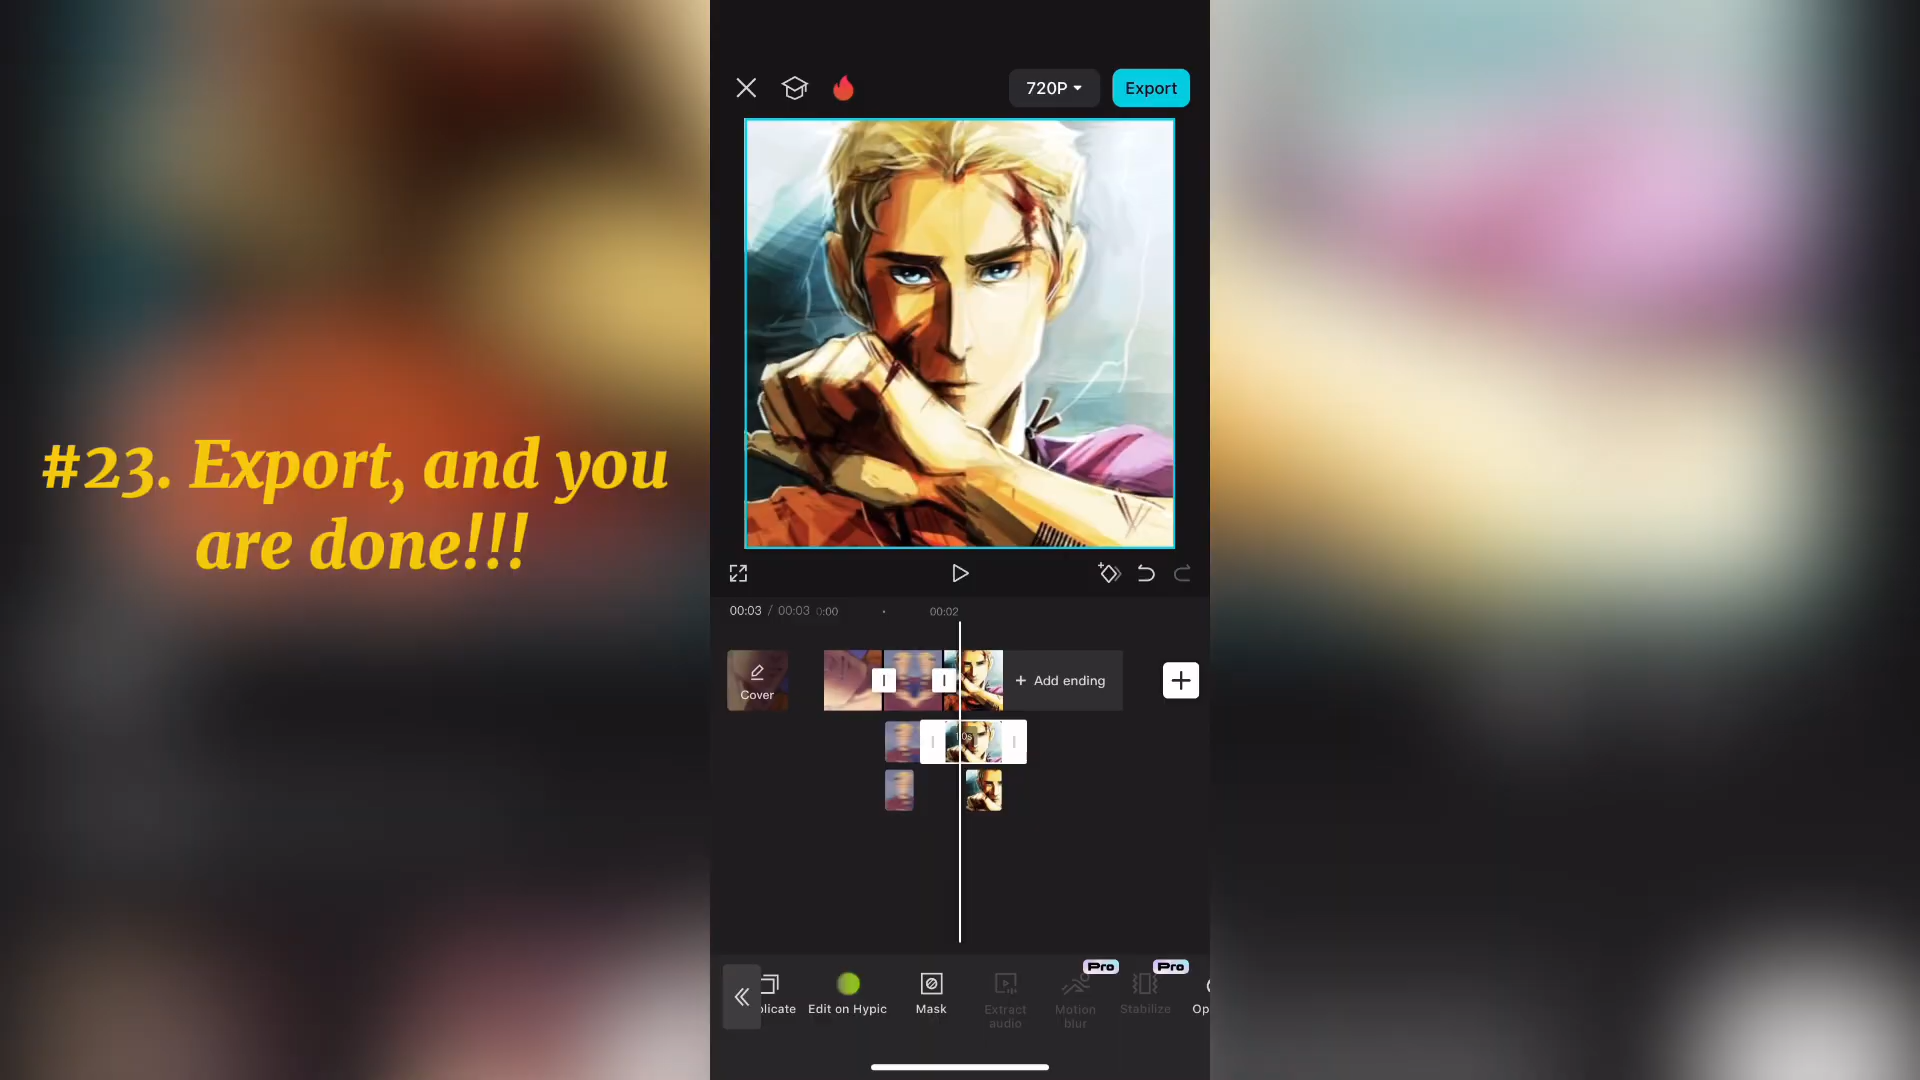 720P
Export
#23. Export, and you
are done!!!
00:03 / 00:03 0:00
00:02
Cover
+ Add ending
plicate
Edit on Hypic
Mask
Extract
audio
Pro
Motion
blur
Pro
Stabilize
Op